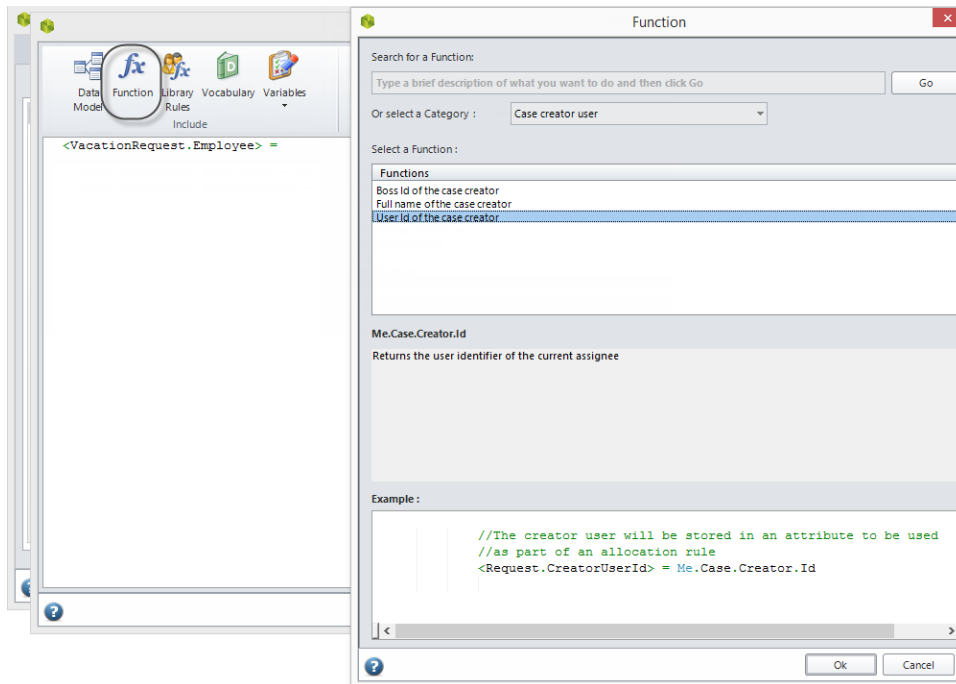 Data Model
Function
Library Rules
Vocabulary
Variables
Include
<VacationRequest.Employee> =
Function
Search for a Function:
Type a brief description of what you want to do and then click Go
Go
Or select a Category :
Case creator user
Select a Function :
Functions
Boss Id of the case creator
Full name of the case creator
User Id of the case creator
Me.Case.Creator.Id
Returns the user identifier of the current assignee
Example :
//The creator user will be stored in an attribute to be used
//as part of an allocation rule
<Request.CreatorUserId> = Me.Case.Creator.Id
Ok
Cancel